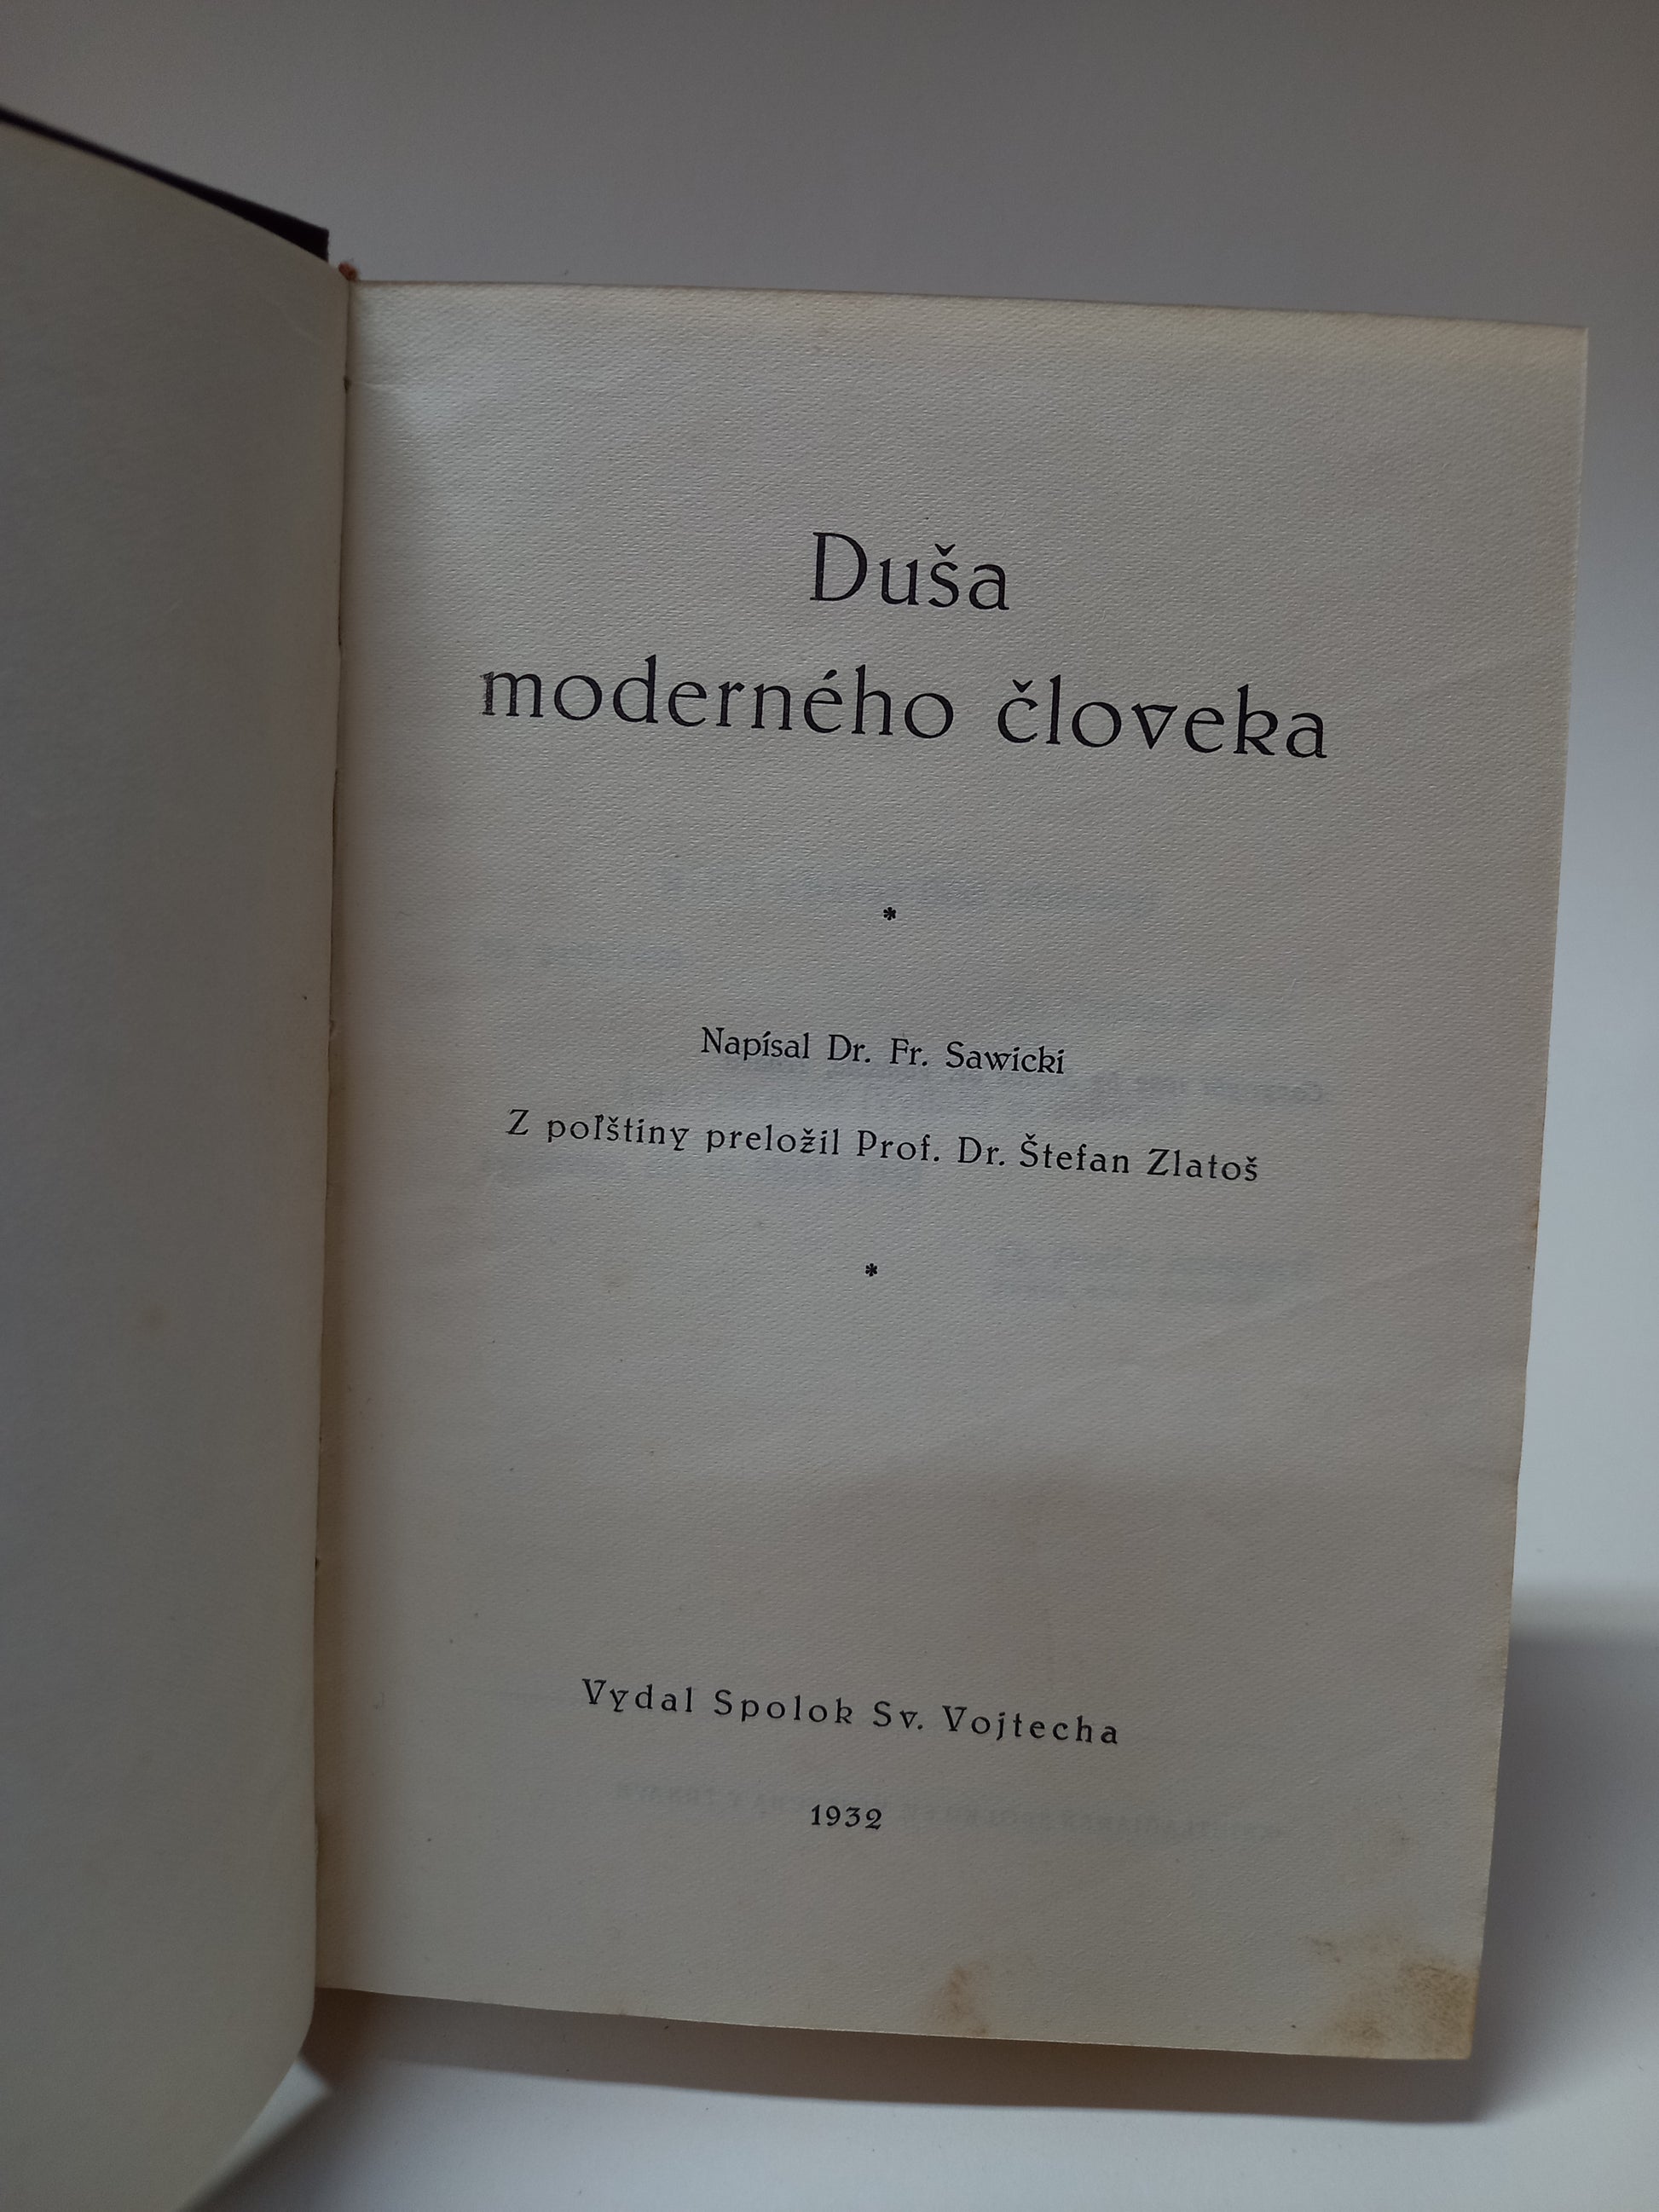 Duša
moderného človeka
*
Napísal Dr. Fr. Sawicki
Z poľštiny preložil Prof. Dr. Štefan Zlatoš
*
Vydal Spolok Sv. Vojtecha
1932